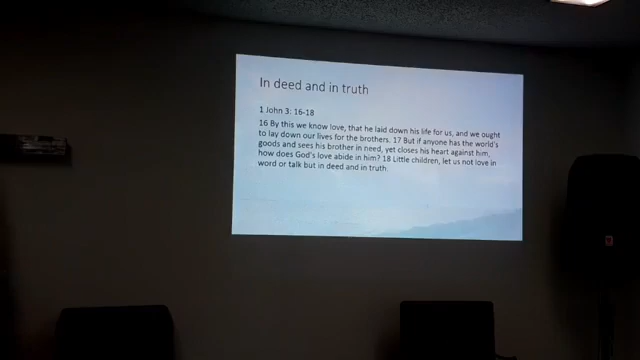 In deed and in truth
1 John 3: 16-18
16 By this we know love, that he laid down his life for us, and we ought
to lay down our lives for the brothers. 17 But if anyone has the world's
goods and sees his brother in need, yet closes his heart against him,
how does God's love abide in him? 18 Little children, let us not love in
word or talk but in deed and in truth.